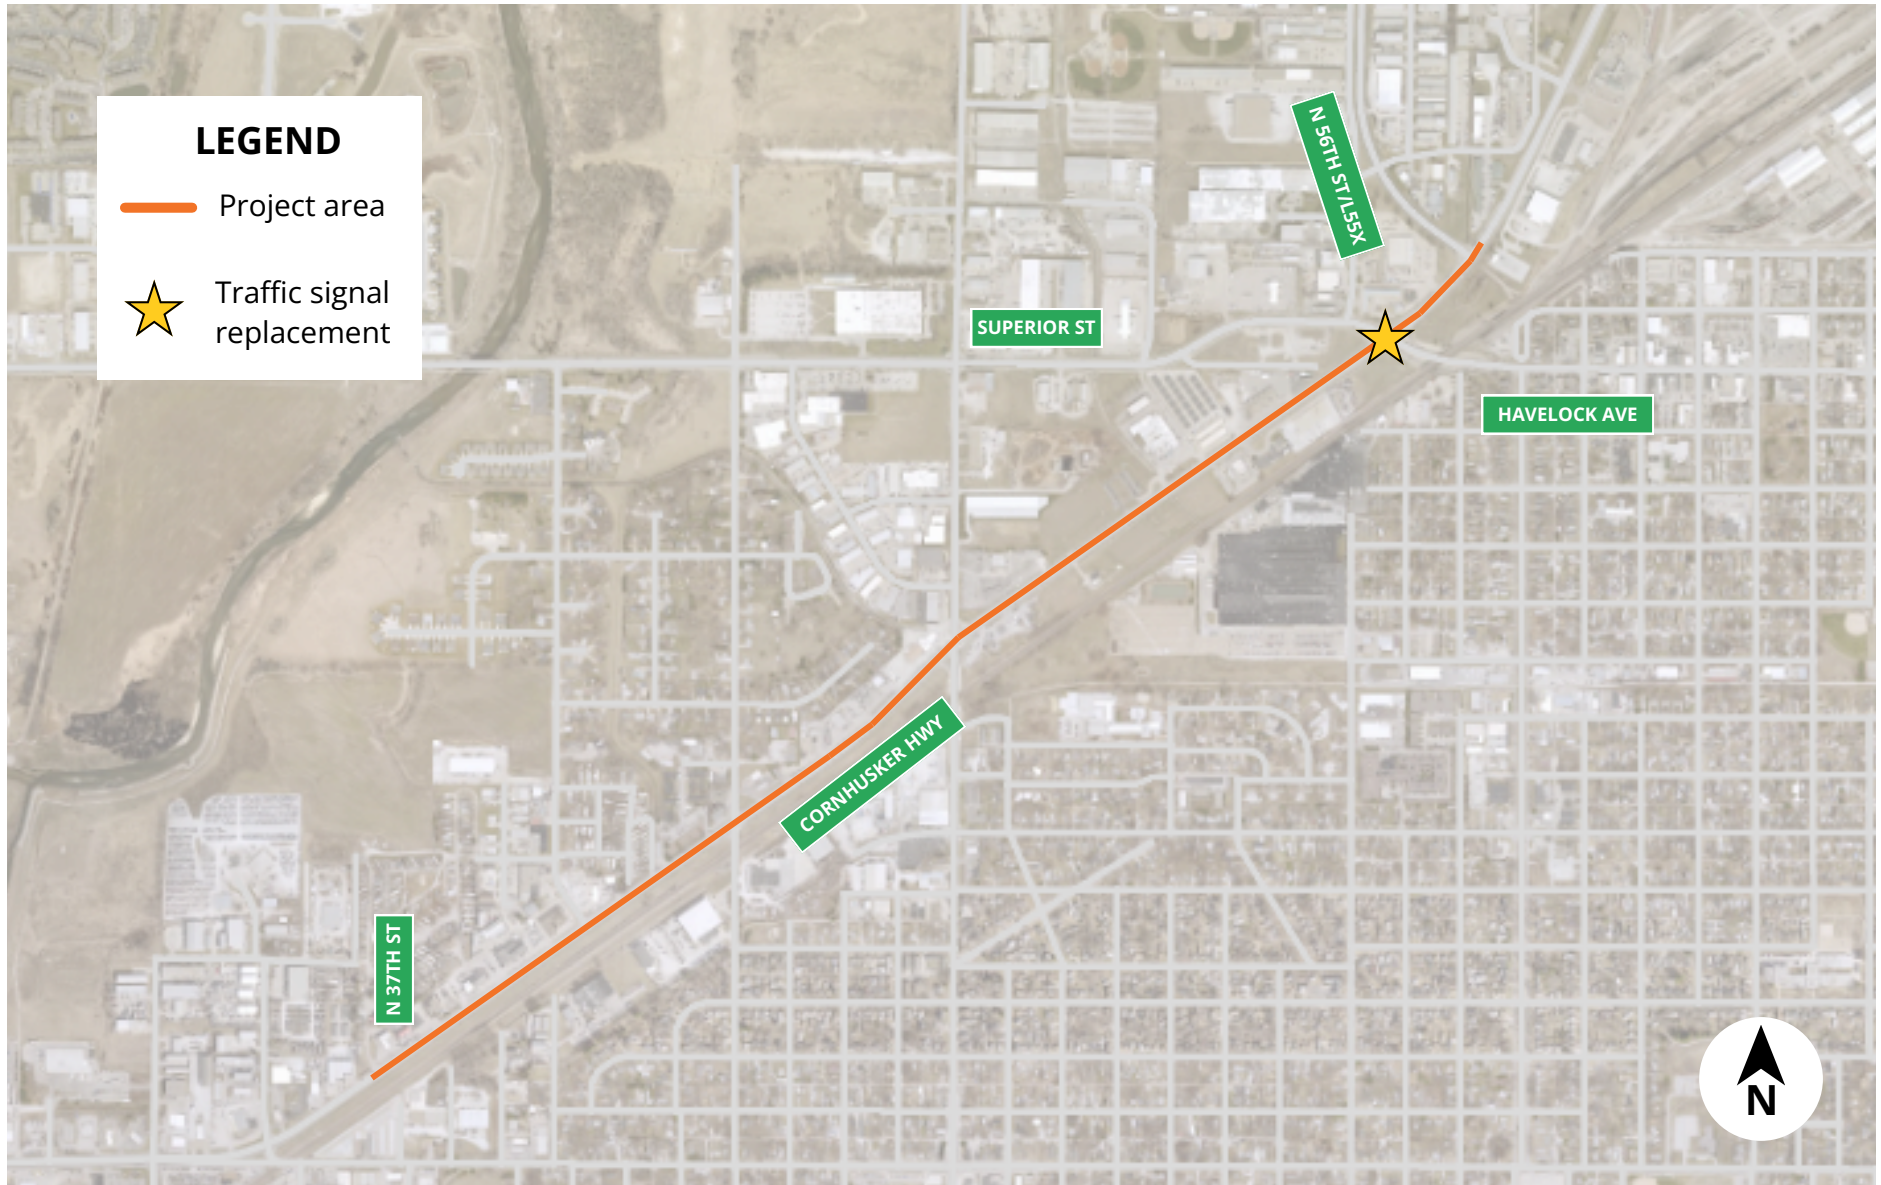 LEGEND
Project area
Traffic signal
replacement
N 56TH ST/L55X
SUPERIOR ST
HAVELOCK AVE
CORNHUSKER HWY
N 37TH ST
N